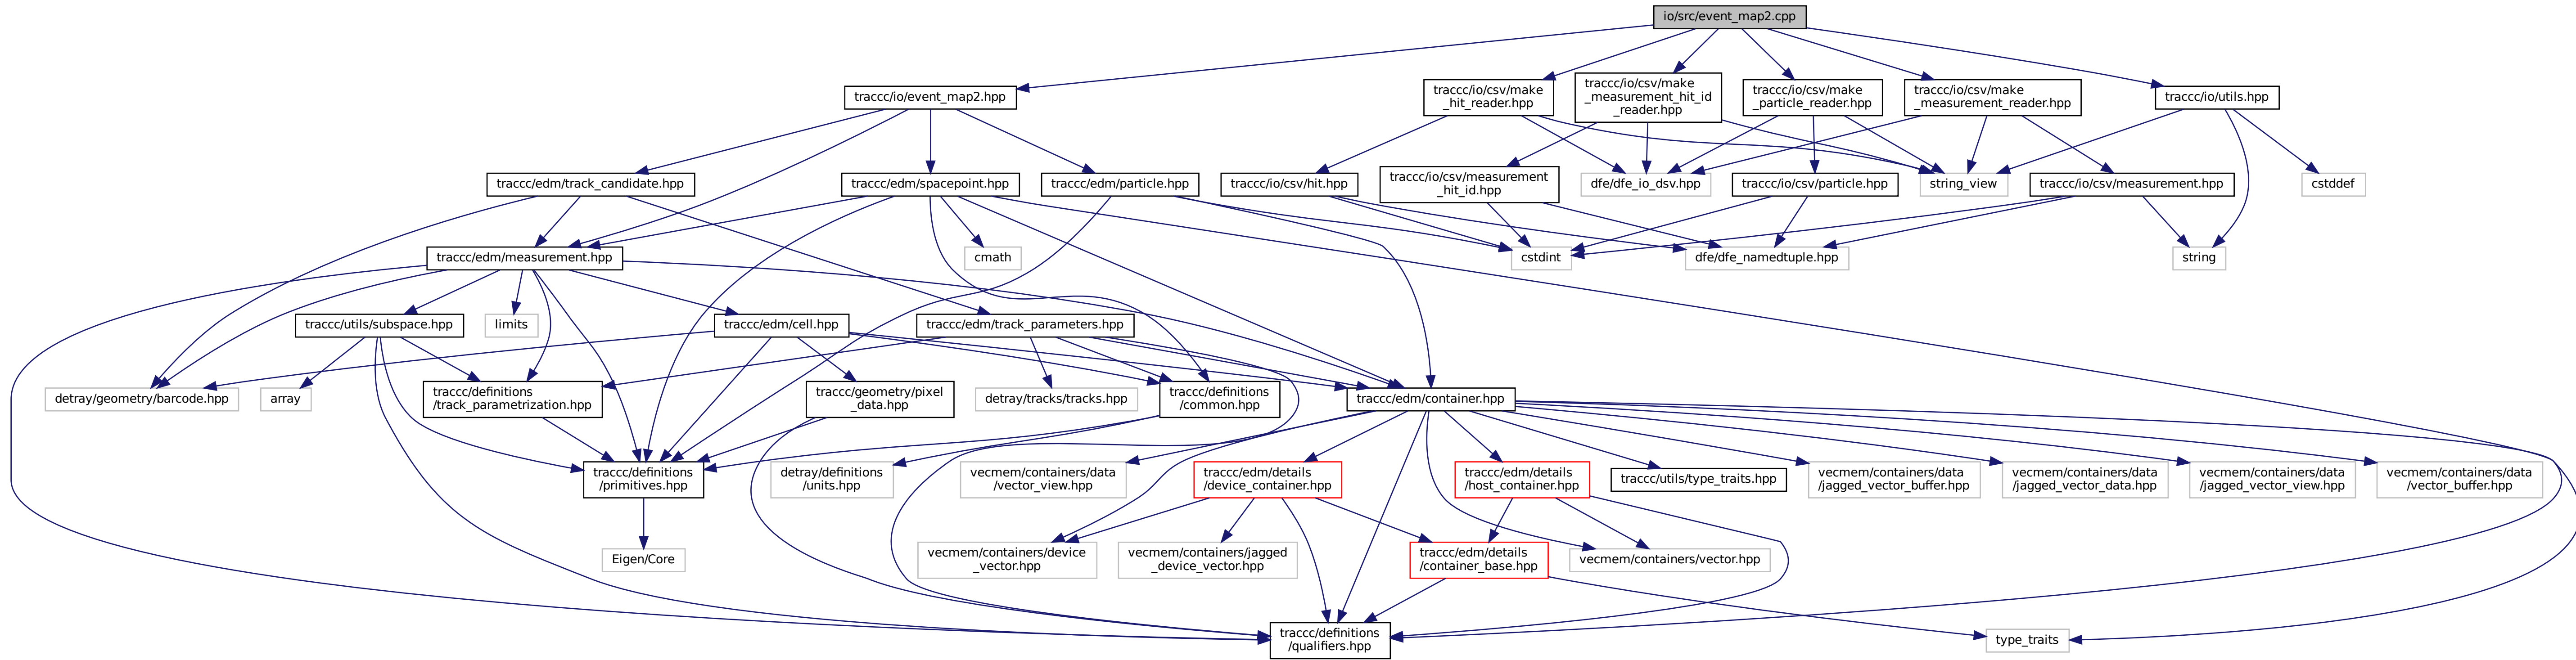 io/src/event_map2.cpp
traccc/io/event_map2.hpp
traccc/io/csv/make
_hit_reader.hpp
traccc/io/csv/make
_measurement_hit_id
_reader.hpp
traccc/io/csv/make
_particle_reader.hpp
traccc/io/csv/make
_measurement_reader.hpp
traccc/io/utils.hpp
traccc/edm/track_candidate.hpp
traccc/edm/spacepoint.hpp
traccc/edm/particle.hpp
traccc/io/csv/hit.hpp
traccc/io/csv/measurement
_hit_id.hpp
dfe/dfe_io_dsv.hpp
traccc/io/csv/particle.hpp
string_view
traccc/io/csv/measurement.hpp
cstddef
traccc/edm/measurement.hpp
cmath
cstdint
dfe/dfe_namedtuple.hpp
string
traccc/utils/subspace.hpp
limits
traccc/edm/cell.hpp
traccc/edm/track_parameters.hpp
detray/geometry/barcode.hpp
array
traccc/definitions
/track_parametrization.hpp
traccc/geometry/pixel
_data.hpp
detray/tracks/tracks.hpp
traccc/definitions
/common.hpp
traccc/edm/container.hpp
traccc/definitions
/primitives.hpp
detray/definitions
/units.hpp
vecmem/containers/data
/vector_view.hpp
traccc/edm/details
/device_container.hpp
traccc/edm/details
/host_container.hpp
traccc/utils/type_traits.hpp
vecmem/containers/data
/jagged_vector_buffer.hpp
vecmem/containers/data
/jagged_vector_data.hpp
vecmem/containers/data
/jagged_vector_view.hpp
vecmem/containers/data
/vector_buffer.hpp
Eigen/Core
vecmem/containers/device
_vector.hpp
vecmem/containers/jagged
_device_vector.hpp
traccc/edm/details
/container_base.hpp
vecmem/containers/vector.hpp
traccc/definitions
/qualifiers.hpp
type_traits